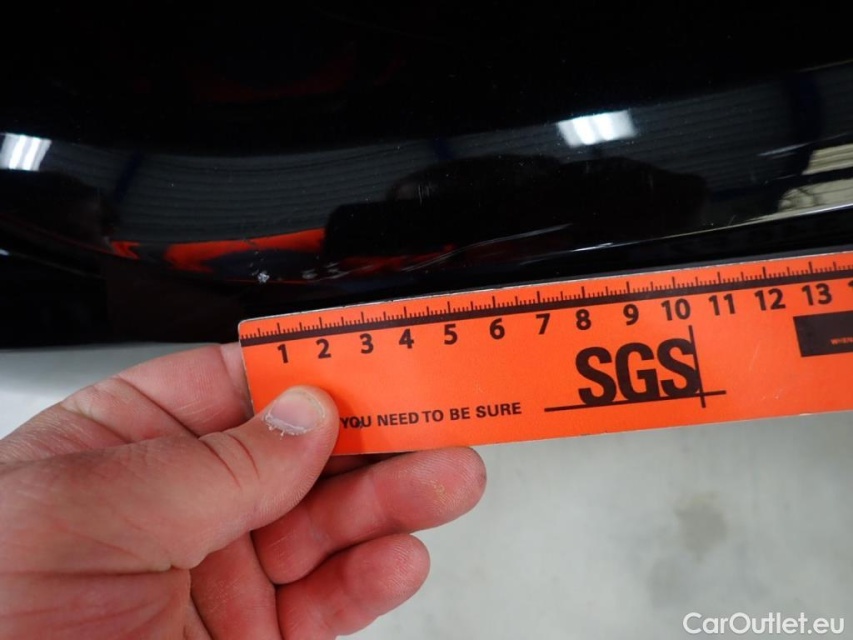 1 2 3 4 5 6 7 8 9 10 11 12 13
SGS
YOU NEED TO BE SURE
CarOutlet.eu